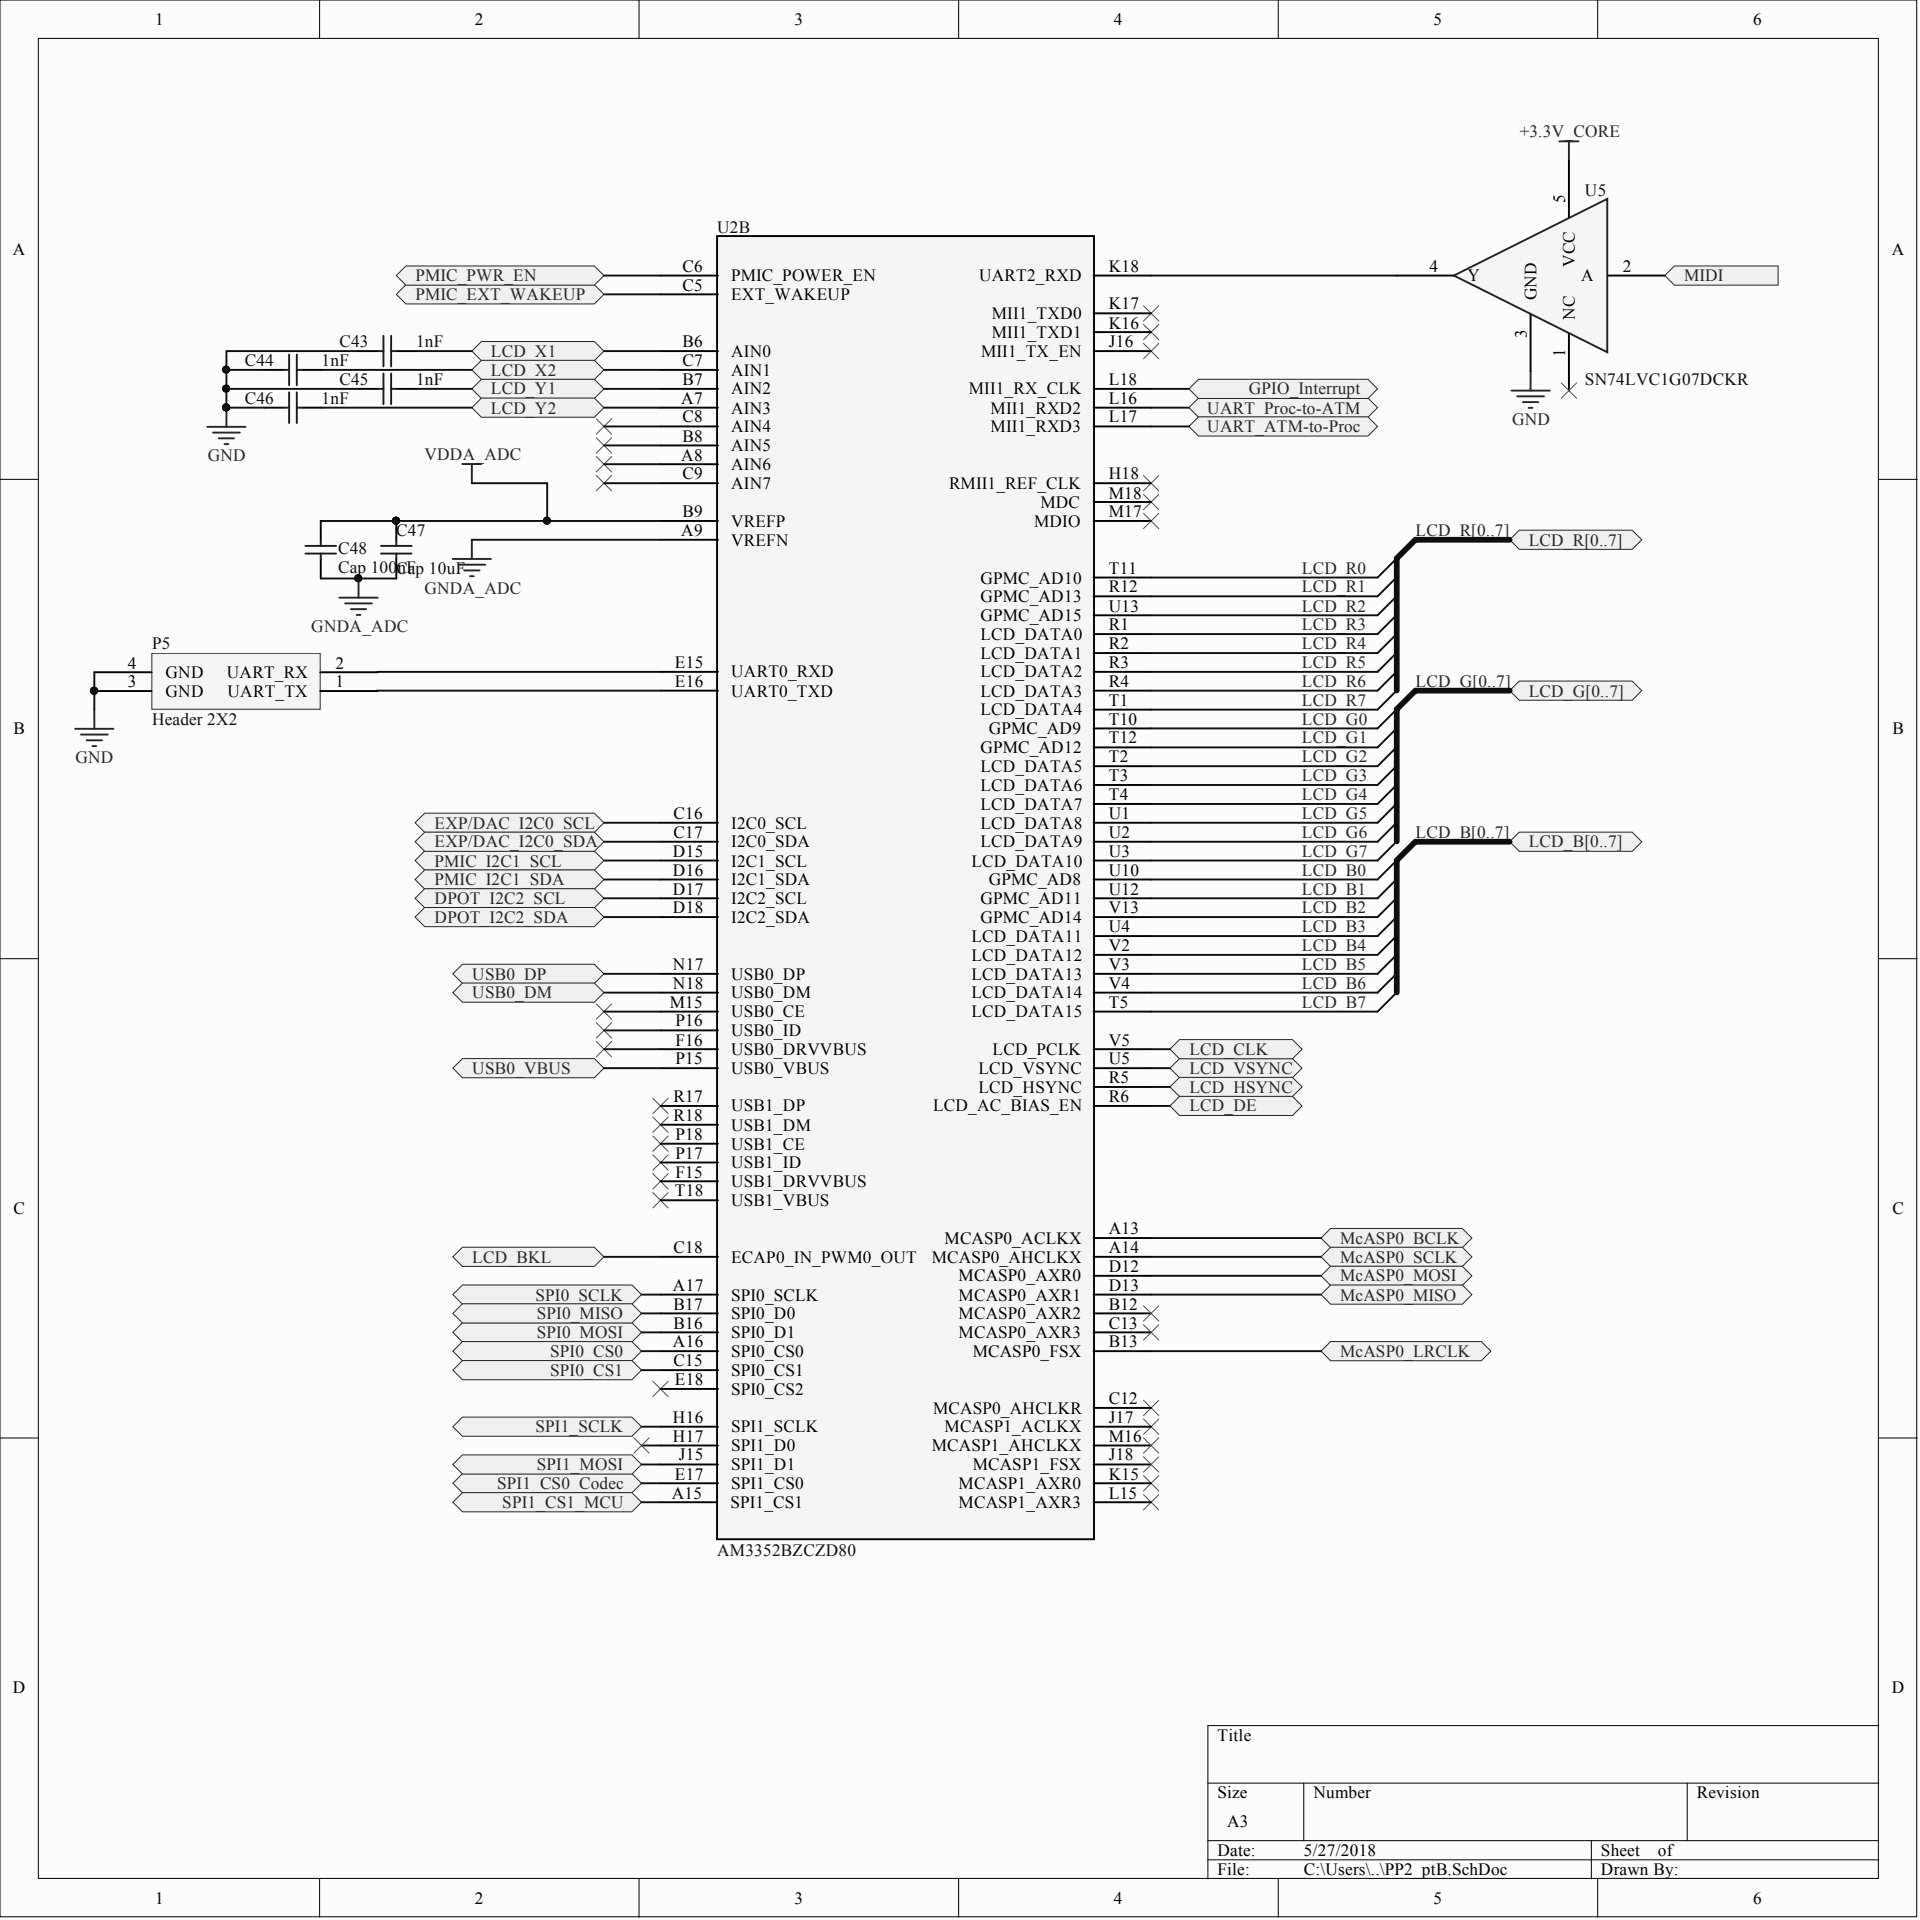 1 2 3 4 5 6
A A
B B
C C
D D
+3.3V_CORE
U5
5
VCC
GND
NC
Y
A
4
2
MIDI
3
1
SN74LVC1G07DCKR
GND
U2B
PMIC_PWR_EN C6 PMIC_POWER_EN
PMIC_EXT_WAKEUP C5 EXT_WAKEUP
C43 1nF LCD_X1 B6 AIN0
C44 1nF LCD_X2 C7 AIN1
C45 1nF LCD_Y1 B7 AIN2
C46 1nF LCD_Y2 A7 AIN3
C8 AIN4
B8 AIN5
A8 AIN6
C9 AIN7
GND
VDDA_ADC
B9 VREFP
A9 VREFN
C47
C48
Cap 100nF
Cap 10uF
GNDA_ADC
GNDA_ADC
P5
4 GND UART_RX 2 E15 UART0_RXD
3 GND UART_TX 1 E16 UART0_TXD
Header 2X2
GND
EXP/DAC_I2C0_SCL C16 I2C0_SCL
EXP/DAC_I2C0_SDA C17 I2C0_SDA
PMIC_I2C1_SCL D15 I2C1_SCL
PMIC_I2C1_SDA D16 I2C1_SDA
DPOT_I2C2_SCL D17 I2C2_SCL
DPOT_I2C2_SDA D18 I2C2_SDA
USB0_DP N17 USB0_DP
USB0_DM N18 USB0_DM
M15 USB0_CE
P16 USB0_ID
F16 USB0_DRVVBUS
USB0_VBUS P15 USB0_VBUS
R17 USB1_DP
R18 USB1_DM
P18 USB1_CE
P17 USB1_ID
F15 USB1_DRVVBUS
T18 USB1_VBUS
LCD_BKL C18 ECAP0_IN_PWM0_OUT
SPI0_SCLK A17 SPI0_SCLK
SPI0_MISO B17 SPI0_D0
SPI0_MOSI B16 SPI0_D1
SPI0_CS0 A16 SPI0_CS0
SPI0_CS1 C15 SPI0_CS1
E18 SPI0_CS2
SPI1_SCLK H16 SPI1_SCLK
H17 SPI1_D0
SPI1_MOSI J15 SPI1_D1
SPI1_CS0_Codec E17 SPI1_CS0
SPI1_CS1_MCU A15 SPI1_CS1
UART2_RXD K18
MII1_TXD0 K17
MII1_TXD1 K16
MII1_TX_EN J16
MII1_RX_CLK L18 GPIO_Interrupt
MII1_RXD2 L16 UART_Proc-to-ATM
MII1_RXD3 L17 UART_ATM-to-Proc
RMII1_REF_CLK H18
MDC M18
MDIO M17
LCD_R[0..7] LCD_R[0..7]
GPMC_AD10 T11 LCD_R0
GPMC_AD13 R12 LCD_R1
GPMC_AD15 U13 LCD_R2
LCD_DATA0 R1 LCD_R3
LCD_DATA1 R2 LCD_R4
LCD_DATA2 R3 LCD_R5
LCD_DATA3 R4 LCD_R6
LCD_G[0..7] LCD_G[0..7]
LCD_DATA4 T1 LCD_R7
GPMC_AD9 T10 LCD_G0
GPMC_AD12 T12 LCD_G1
LCD_DATA5 T2 LCD_G2
LCD_DATA6 T3 LCD_G3
LCD_DATA7 T4 LCD_G4
LCD_DATA8 U1 LCD_G5
LCD_DATA9 U2 LCD_G6
LCD_B[0..7] LCD_B[0..7]
LCD_DATA10 U3 LCD_G7
GPMC_AD8 U10 LCD_B0
GPMC_AD11 U12 LCD_B1
GPMC_AD14 V13 LCD_B2
LCD_DATA11 U4 LCD_B3
LCD_DATA12 V2 LCD_B4
LCD_DATA13 V3 LCD_B5
LCD_DATA14 V4 LCD_B6
LCD_DATA15 T5 LCD_B7
LCD_PCLK V5 LCD_CLK
LCD_VSYNC U5 LCD_VSYNC
LCD_HSYNC R5 LCD_HSYNC
LCD_AC_BIAS_EN R6 LCD_DE
MCASP0_ACLKX A13 McASP0_BCLK
MCASP0_AHCLKX A14 McASP0_SCLK
MCASP0_AXR0 D12 McASP0_MOSI
MCASP0_AXR1 D13 McASP0_MISO
MCASP0_AXR2 B12
MCASP0_AXR3 C13
MCASP0_FSX B13 McASP0_LRCLK
MCASP0_AHCLKR C12
MCASP1_ACLKX J17
MCASP1_AHCLKX M16
MCASP1_FSX J18
MCASP1_AXR0 K15
MCASP1_AXR3 L15
AM3352BZCZD80
Title
Size Number Revision
A3
Date: 5/27/2018 Sheet of
File: C:\Users\..\PP2_ptB.SchDoc Drawn By:
1 2 3 4 5 6